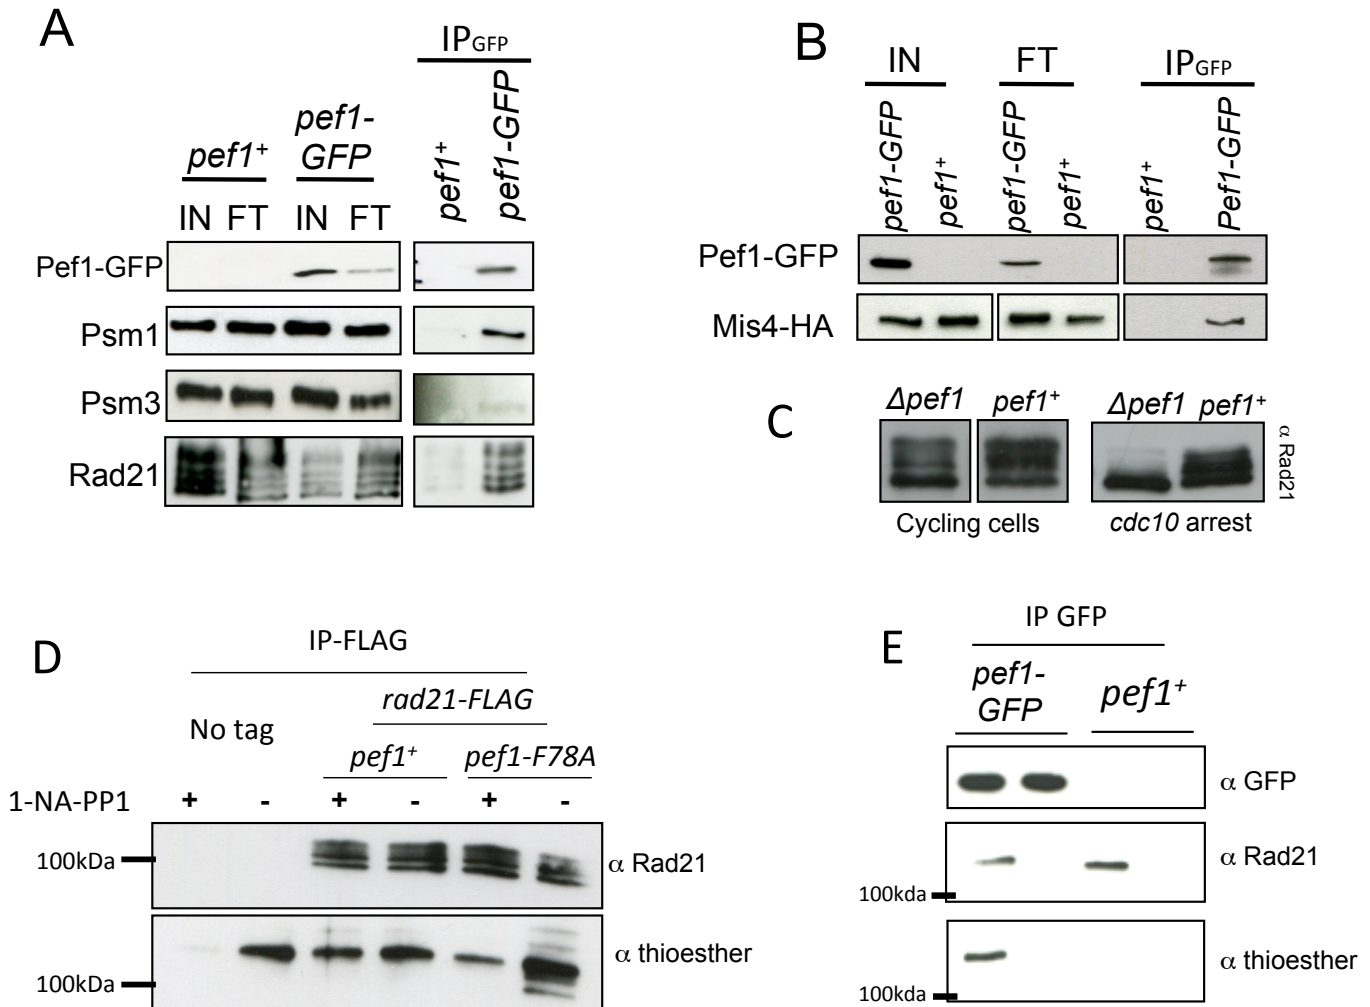 A
IPGFP
pef1+
pef1-
GFP
pef1+
pef1-GFP
IN FT IN FT
Pef1-GFP
Psm1
Psm3
Rad21
B
IN FT IPGFP
pef1-GFP
pef1+
pef1-GFP
pef1+
pef1+
Pef1-GFP
Pef1-GFP
Mis4-HA
C
Δpef1 pef1+ Δpef1 pef1+
α Rad21
Cycling cells cdc10 arrest
D
IP-FLAG
rad21-FLAG
No tag
pef1+ pef1-F78A
1-NA-PP1 + - + - + -
100kDa
α Rad21
α thioesther
100kDa
E
IP GFP
pef1-
GFP
pef1+
α GFP
α Rad21
100kda
α thioesther
100kda